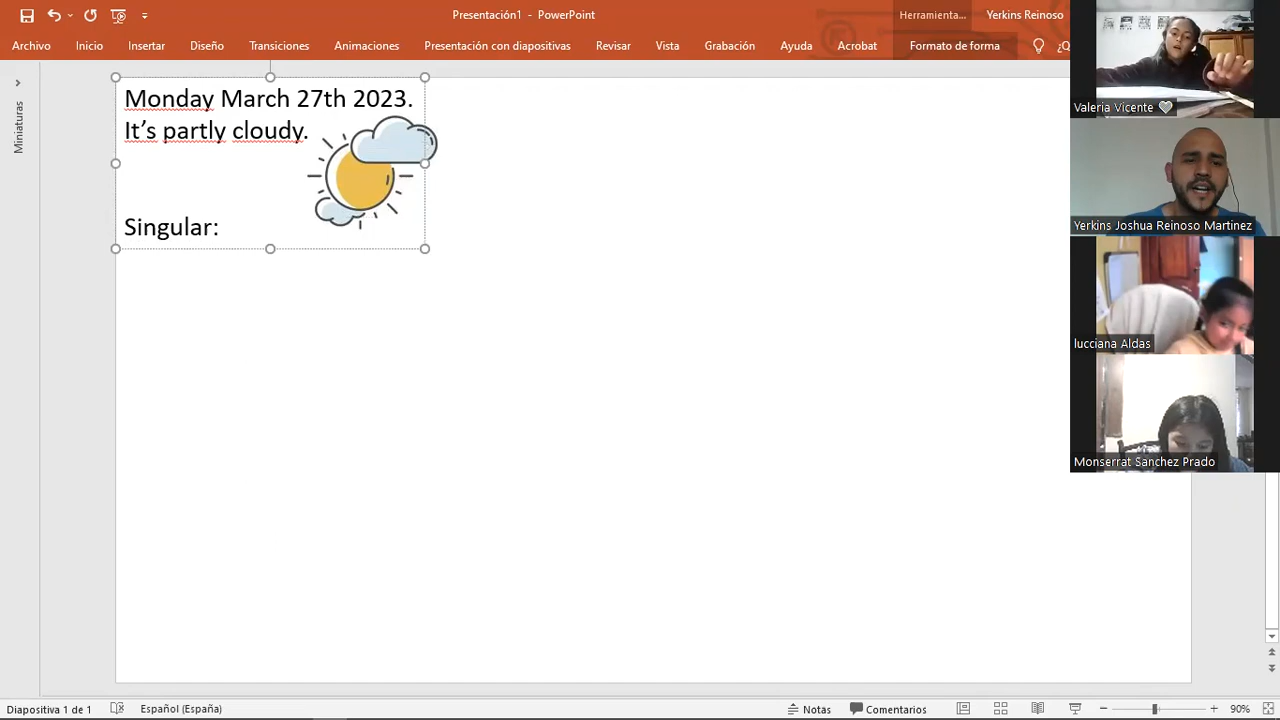 Presentación1 - PowerPoint
Herramienta...
Yerkins Reinoso
Archivo
Inicio
Insertar
Diseño
Transiciones
Animaciones
Presentación con diapositivas
Revisar
Vista
Grabación
Ayuda
Acrobat
Formato de forma
¿Q
Miniaturas
Monday March 27th 2023.
It’s partly cloudy.
Singular:
Valeria Vicente
Yerkins Joshua Reinoso Martinez
lucciana Aldas
Monserrat Sanchez Prado
Diapositiva 1 de 1
Español (España)
Notas
Comentarios
90%